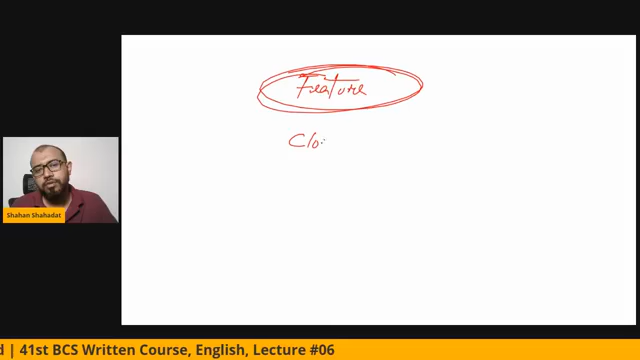 Feature
Clo
Shahan Shahadat
d | 41st BCS Written Course, English, Lecture #06